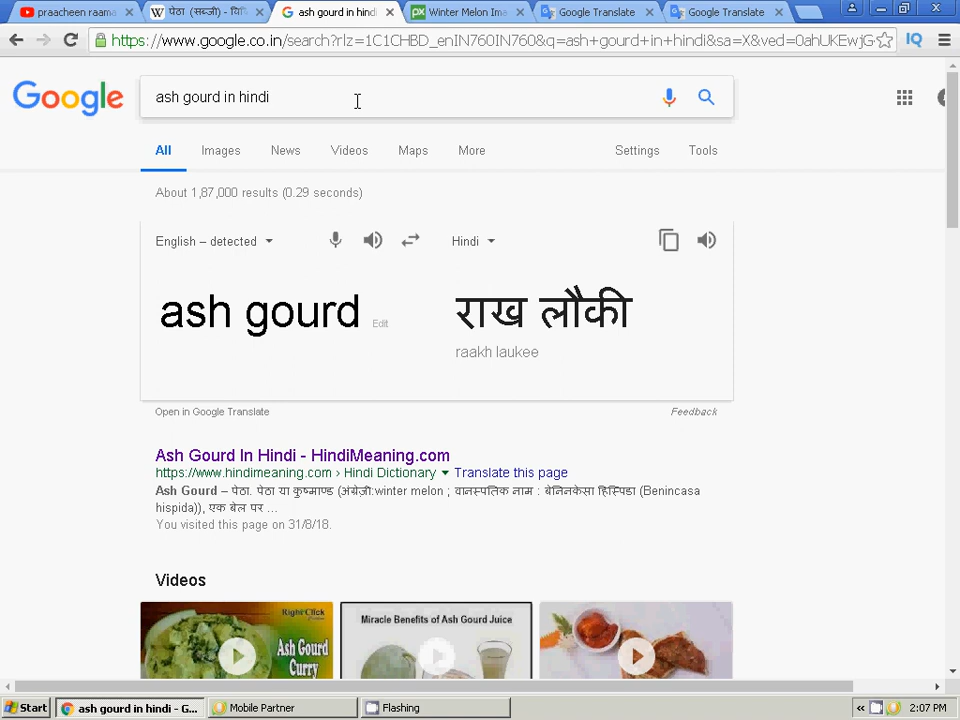 praacheen raama
पेठा (सब्ज़ी) - वि
ash gourd in hindi
Winter Melon Ima
Google Translate
Google Translate
https://www.google.co.in/search?rlz=1C1CHBD_enIN760IN760&q=ash+gourd+in+hindi&sa=X&ved=0ahUKEwjG
IQ
Google
ash gourd in hindi
All Images News Videos Maps More Settings Tools
About 1,87,000 results (0.29 seconds)
English – detected
Hindi
ash gourd
Edit
राख लौकी
raakh laukee
Open in Google Translate
Feedback
Ash Gourd In Hindi - HindiMeaning.com
https://www.hindimeaning.com › Hindi Dictionary ▾ Translate this page
Ash Gourd – पेठा. पेठा या कुष्माण्ड (अंग्रेज़ी:winter melon ; वानस्पतिक नाम : बेनिनकेसा हिस्पिडा (Benincasa
hispida)), एक बेल पर ...
You visited this page on 31/8/18.
Videos
Right Click
Ash
Gourd
Curry
Miracle Benefits of Ash Gourd Juice
Start
ash gourd in hindi - G...
Mobile Partner
Flashing
2:07 PM